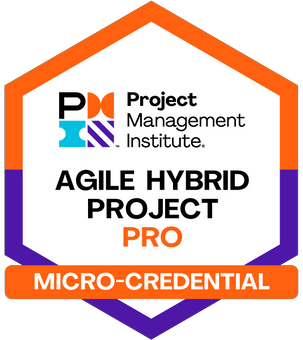 Project
Management
Institute.
AGILE HYBRID
PROJECT
PRO
MICRO-CREDENTIAL